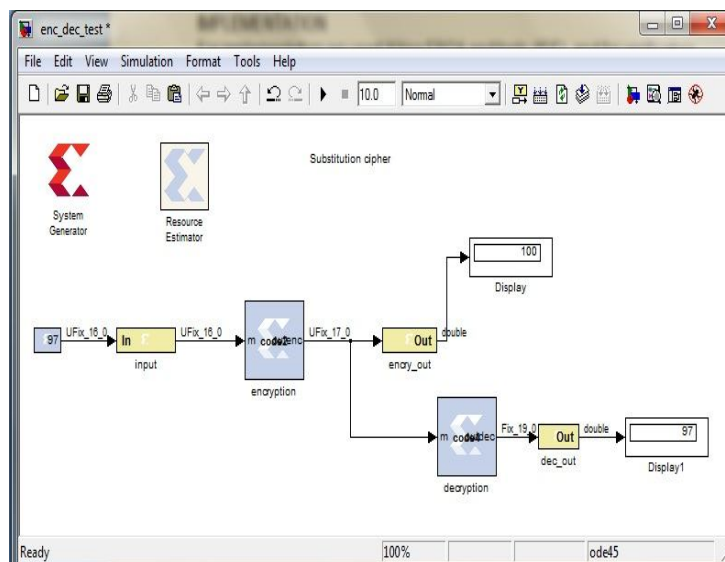 enc_dec_test *
IMPLEMENTATION
File Edit View Simulation Format Tools Help
10.0 Normal
Substitution cipher
System
Generator
Resource
Estimator
100
Display
97 UFix_16_0 In UFix_16_0 m UFix_17_0 Out double
input
encryption
encry_out
m Fix_19_0 Out double 97
decryption
dec_out
Display1
Ready 100% ode45